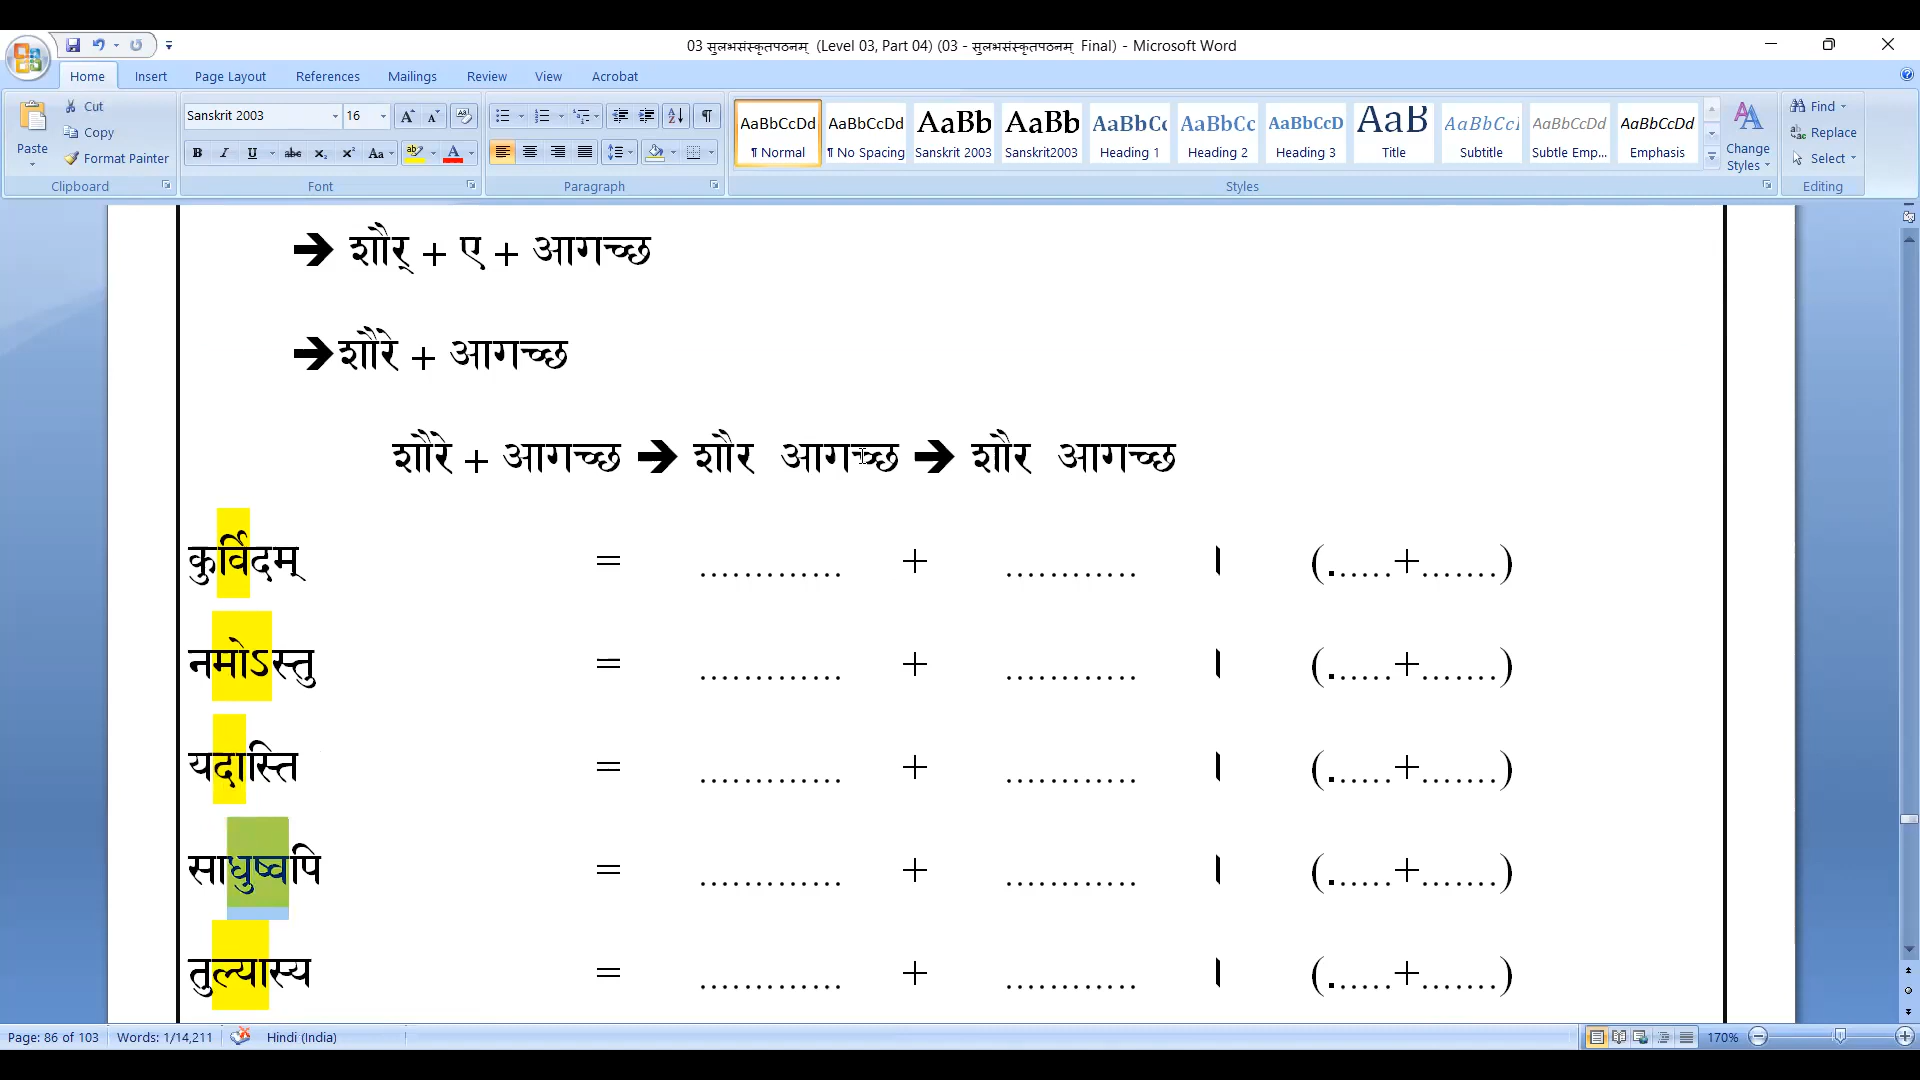 03 सुलभसंस्कृतपठनम् (Level 03, Part 04) (03 - सुलभसंस्कृतपठनम् Final) - Microsoft Word
Home Insert Page Layout References Mailings Review View Acrobat
Paste
Cut
Copy
Format Painter
Clipboard
Sanskrit 2003 16
Font
Paragraph
AaBbCcDd AaBbCcDd AaBb AaBb AaBbCc AaBbCc AaBbCcD AaB AaBbCcI AaBbCcDd AaBbCcDd
¶ Normal ¶ No Spacing Sanskrit 2003 Sanskrit2003 Heading 1 Heading 2 Heading 3 Title Subtitle Subtle Emp... Emphasis
Styles
Change Styles
Find
Replace
Select
Editing
➔ शौर् + ए + आगच्छ
➔ शौरे + आगच्छ
शौरे + आगच्छ ➔ शौर आगच्छ ➔ शौर आगच्छ
कुर्विदम् = ............ + ............ । (......+.......)
नमोऽस्तु = ............ + ............ । (......+.......)
यदास्ति = ............ + ............ । (......+.......)
साधुष्वपि = ............ + ............ । (......+.......)
तुल्यास्य = ............ + ............ । (......+.......)
Page: 86 of 103 Words: 1/14,211 Hindi (India) 170%